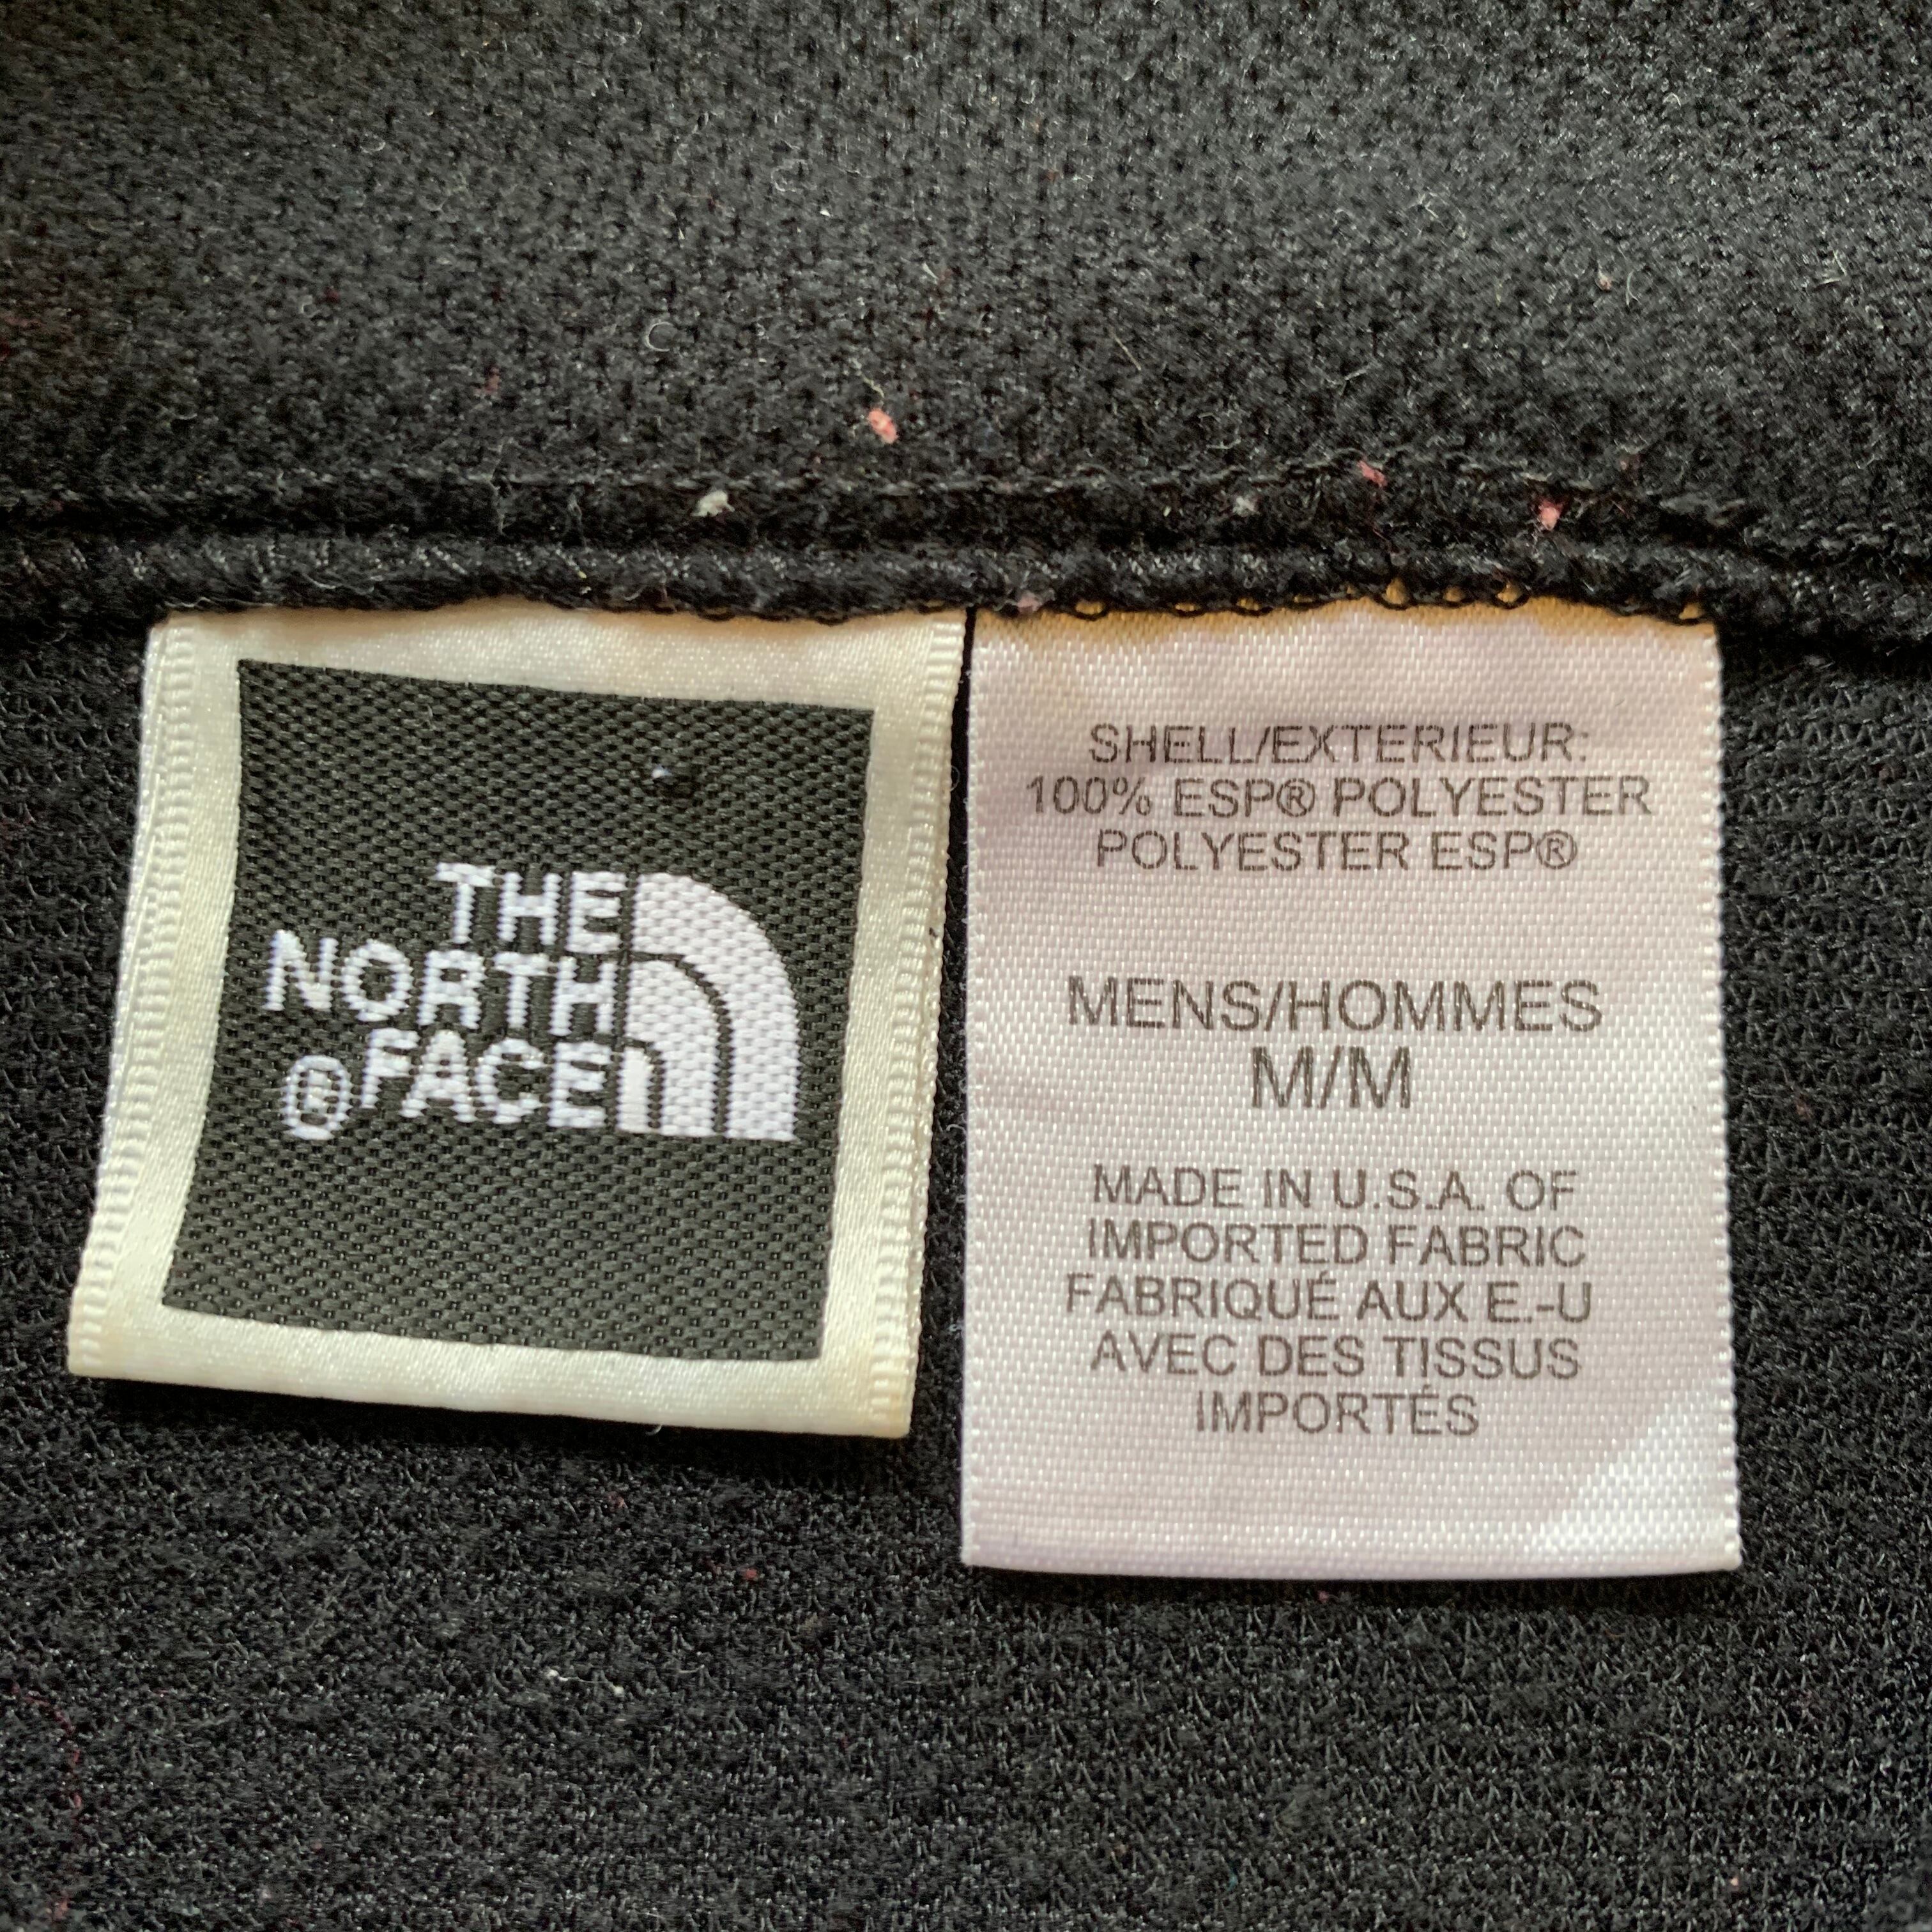 THE
NORTH
®FACE
SHELL/EXTERIEUR:
100% ESP® POLYESTER
POLYESTER ESP®
MENS/HOMMES
M/M
MADE IN U.S.A. OF
IMPORTED FABRIC
FABRIQUÉ AUX E.-U
AVEC DES TISSUS
IMPORTÉS